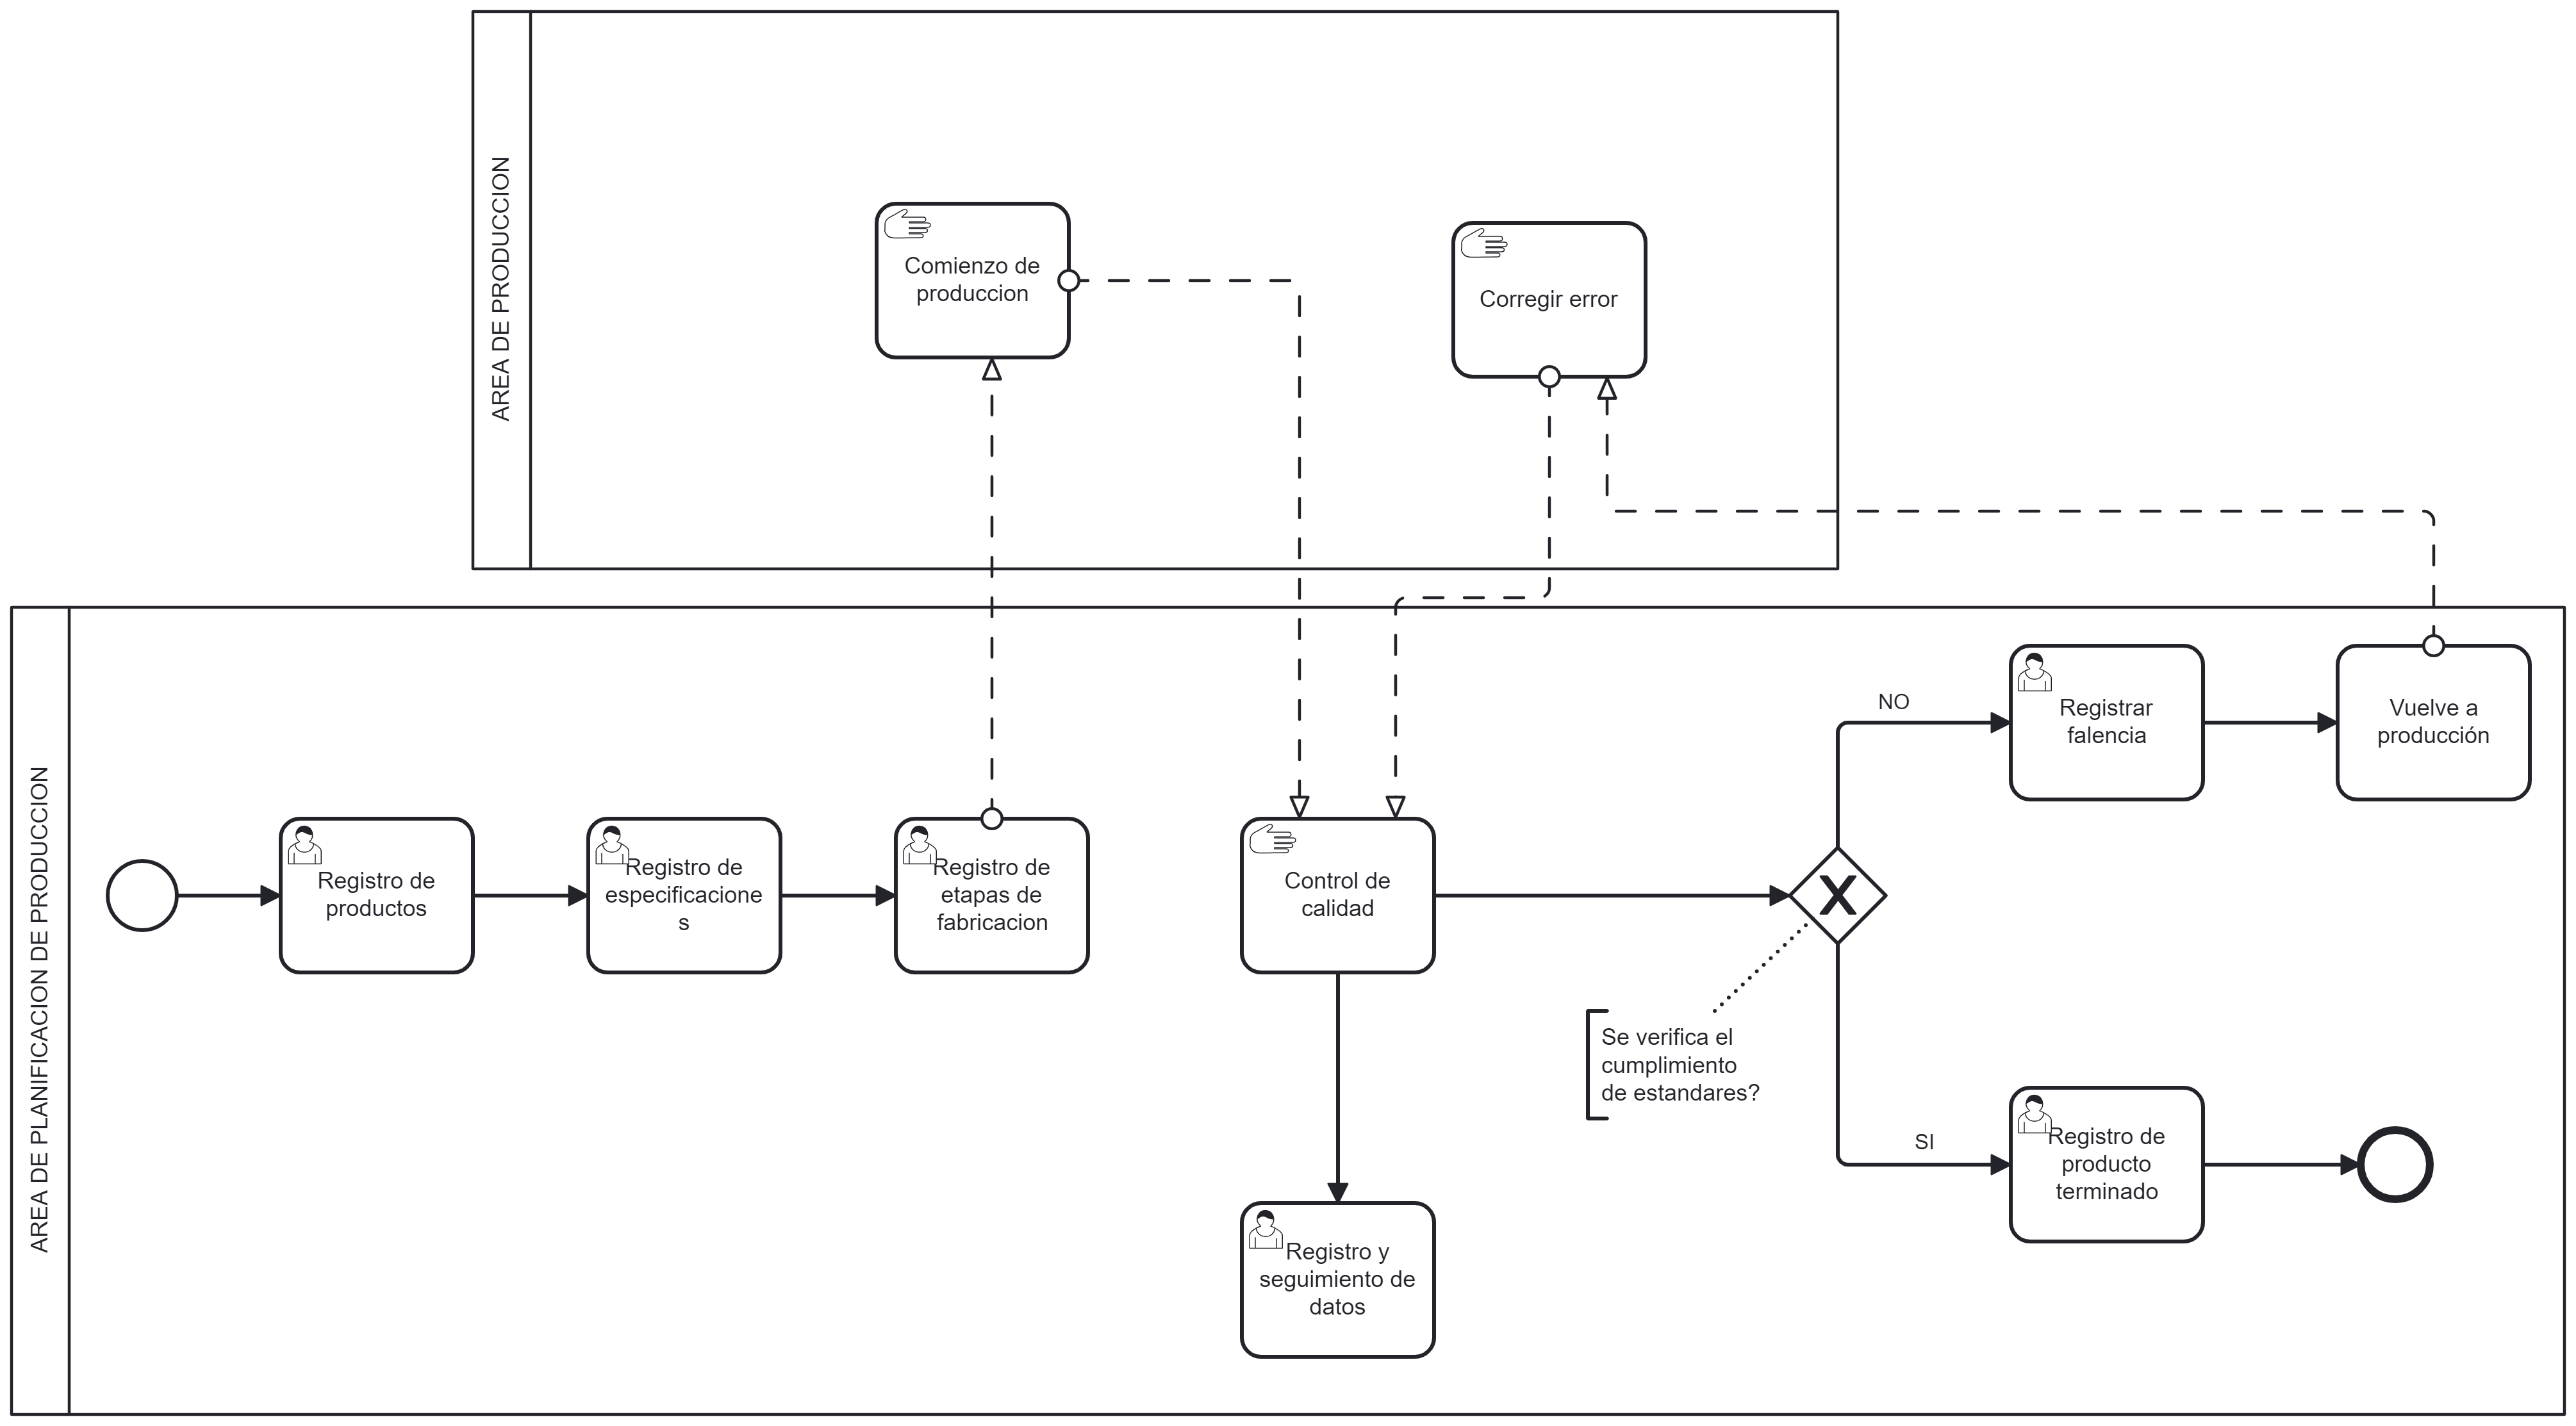 AREA DE PRODUCCION
Comienzo de
produccion
Corregir error
AREA DE PLANIFICACION DE PRODUCCION
Registro de
productos
Registro de
especificacione
s
Registro de
etapas de
fabricacion
Control de
calidad
Registro y
seguimiento de
datos
Se verifica el
cumplimiento
de estandares?
NO
Registrar
falencia
Vuelve a
producción
SI
Registro de
producto
terminado